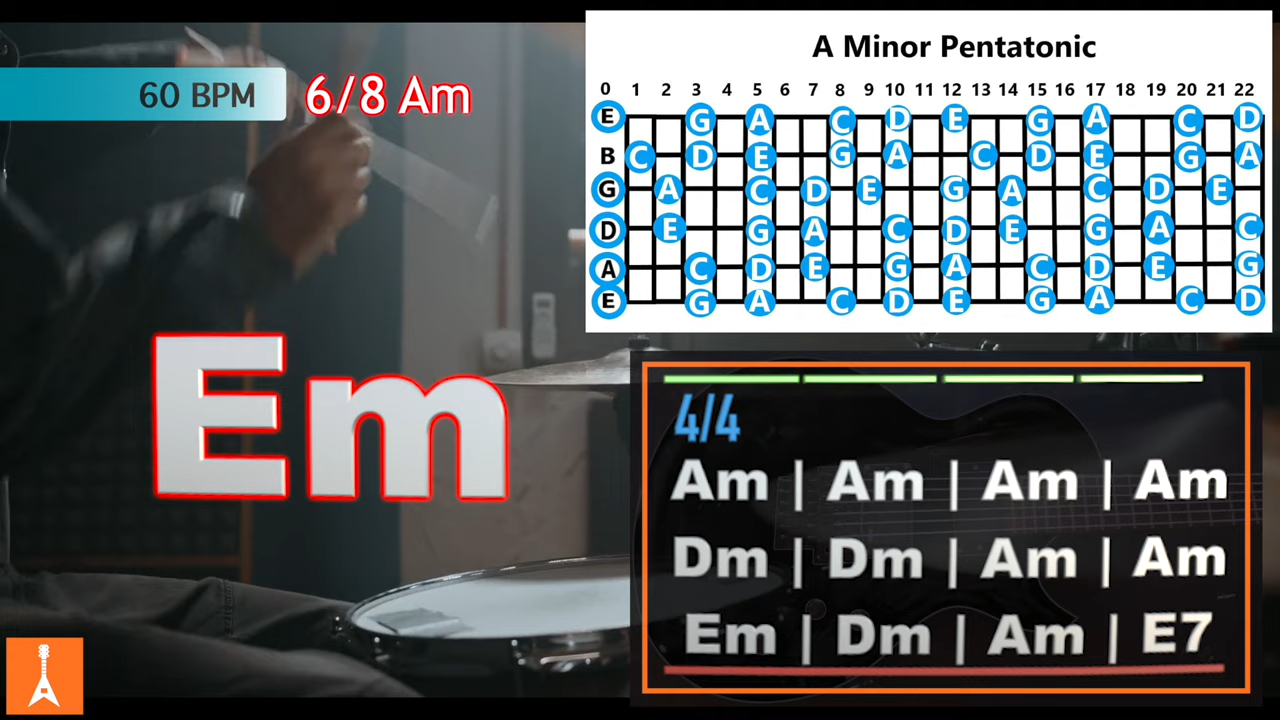 60 BPM
6/8 Am
Em
A Minor Pentatonic
0 1 2 3 4 5 6 7 8 9 10 11 12 13 14 15 16 17 18 19 20 21 22
E G A C D E G A C D
B C D E G A C D E G A
G A C D E G A C D E
D E G A C D E G A C
A C D E G A C D E G
E G A C D E G A C D
4/4
Am | Am | Am | Am
Dm | Dm | Am | Am
Em | Dm | Am | E7